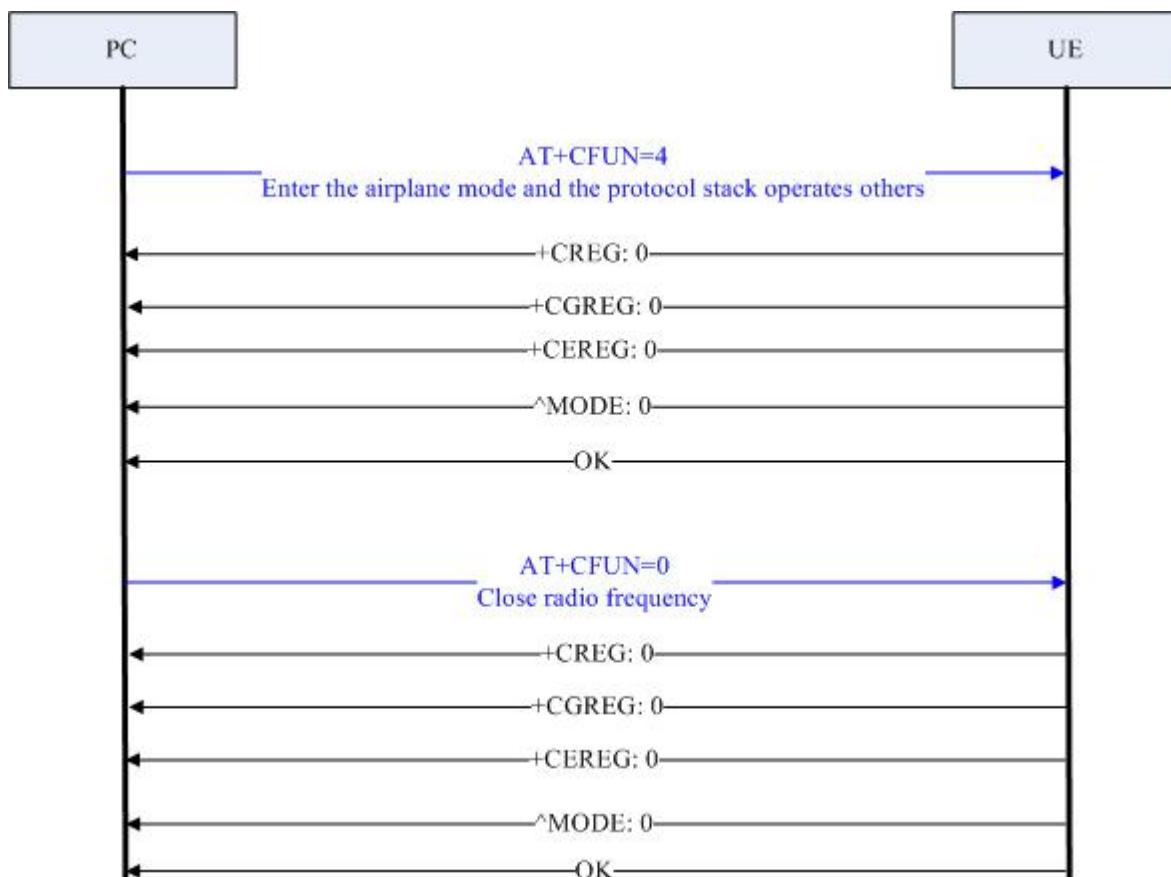 PC
UE
AT+CFUN=4
Enter the airplane mode and the protocol stack operates others
+CREG: 0
+CGREG: 0
+CEREG: 0
^MODE: 0
OK
AT+CFUN=0
Close radio frequency
+CREG: 0
+CGREG: 0
+CEREG: 0
^MODE: 0
OK